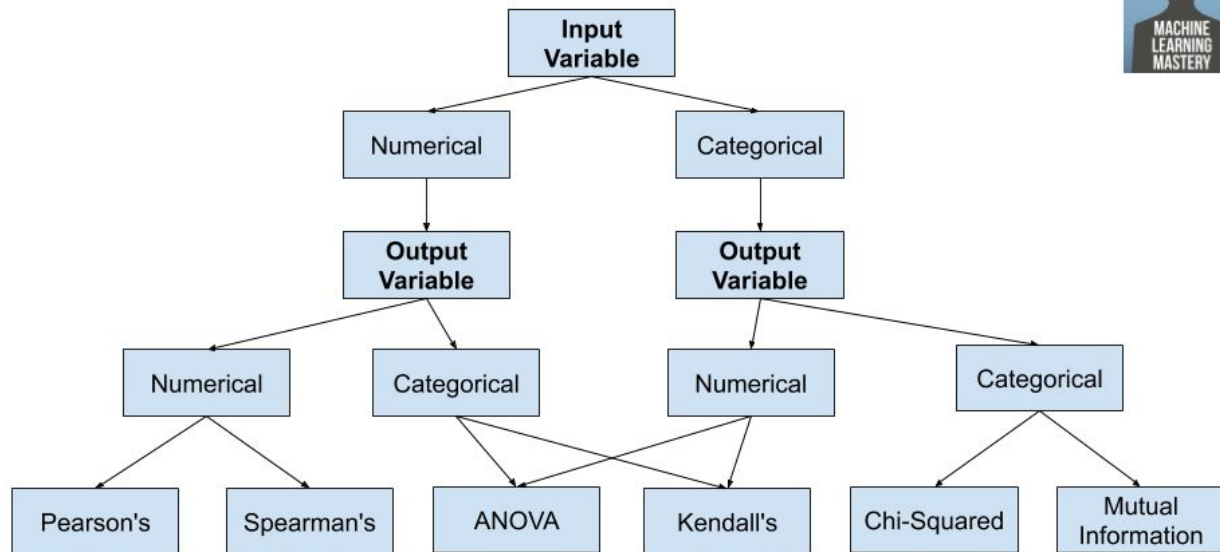 Input
Variable
MACHINE
LEARNING
MASTERY
Numerical
Categorical
Output
Variable
Output
Variable
Numerical
Categorical
Numerical
Categorical
Pearson's
Spearman's
ANOVA
Kendall's
Chi-Squared
Mutual
Information